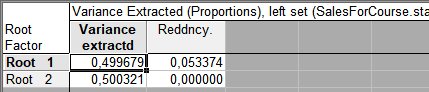 Variance Extracted (Proportions), left set (SalesForCourse.sta
Root Factor Variance extractd Reddncy.
Root 1 0,499679 0,053374
Root 2 0,500321 0,000000